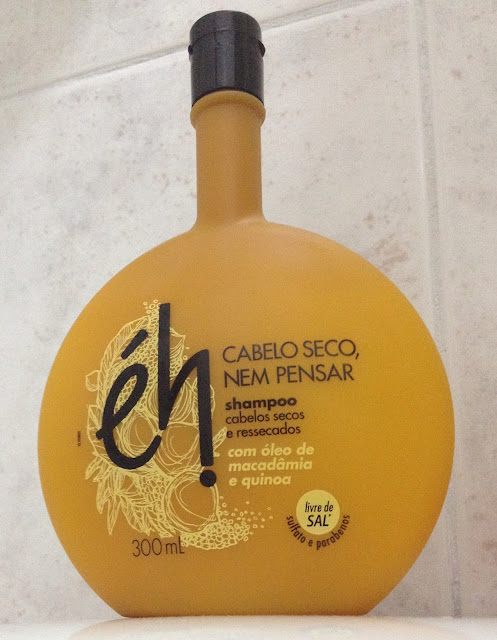 éh!
CABELO SECO,
NEM PENSAR
shampoo
cabelos secos
e ressecados
com óleo de
macadâmia
e quinoa
livre de
SAL*
sulfato e parabenos
300 mL